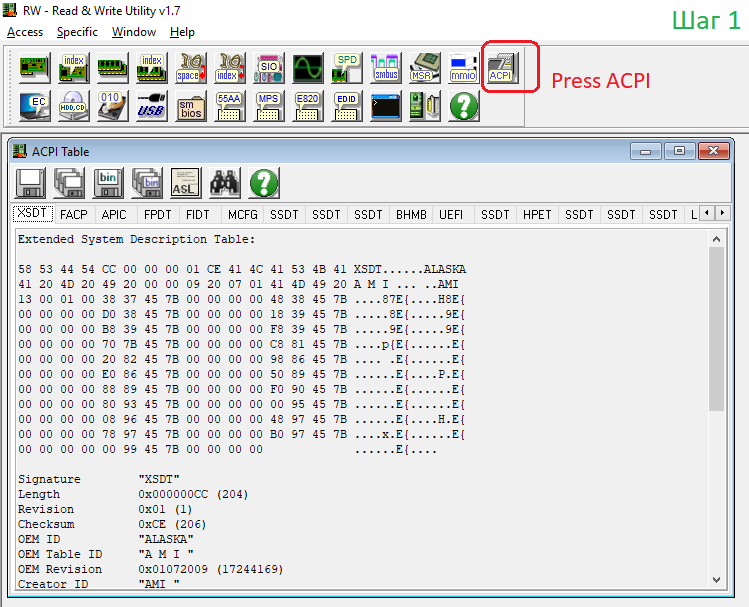 RW - Read & Write Utility v1.7
Шаг 1
Access Specific Window Help
index index space index SIO SPD smbus MSR mmio ACPI
Press ACPI
EC HDD,CD 010 USB sm bios 55AA MPS E820 EDID
ACPI Table
bin bin ASL
XSDT FACP APIC FPDT FIDT MCFG SSDT SSDT SSDT BHMB UEFI SSDT HPET SSDT SSDT SSDT L
Extended System Description Table:
58 53 44 54 CC 00 00 00 01 CE 41 4C 41 53 4B 41 XSDT......ALASKA
41 20 4D 20 49 20 00 00 09 20 07 01 41 4D 49 20 A M I ... ..AMI
13 00 01 00 38 37 45 7B 00 00 00 00 48 38 45 7B ....87E{....H8E{
00 00 00 00 D0 38 45 7B 00 00 00 00 18 39 45 7B .....8E{.....9E{
00 00 00 00 B8 39 45 7B 00 00 00 00 F8 39 45 7B .....9E{.....9E{
00 00 00 00 70 7B 45 7B 00 00 00 00 C8 81 45 7B ....p{E{......E{
00 00 00 00 20 82 45 7B 00 00 00 00 98 86 45 7B .... .E{......E{
00 00 00 00 E0 86 45 7B 00 00 00 00 50 89 45 7B ......E{....P.E{
00 00 00 00 88 89 45 7B 00 00 00 00 F0 90 45 7B ......E{......E{
00 00 00 00 80 93 45 7B 00 00 00 00 00 95 45 7B ......E{......E{
00 00 00 00 08 96 45 7B 00 00 00 00 48 97 45 7B ......E{....H.E{
00 00 00 00 78 97 45 7B 00 00 00 00 B0 97 45 7B ....x.E{......E{
00 00 00 00 00 99 45 7B 00 00 00 00 ......E{....
Signature "XSDT"
Length 0x000000CC (204)
Revision 0x01 (1)
Checksum 0xCE (206)
OEM ID "ALASKA"
OEM Table ID "A M I "
OEM Revision 0x01072009 (17244169)
Creator ID "AMI "